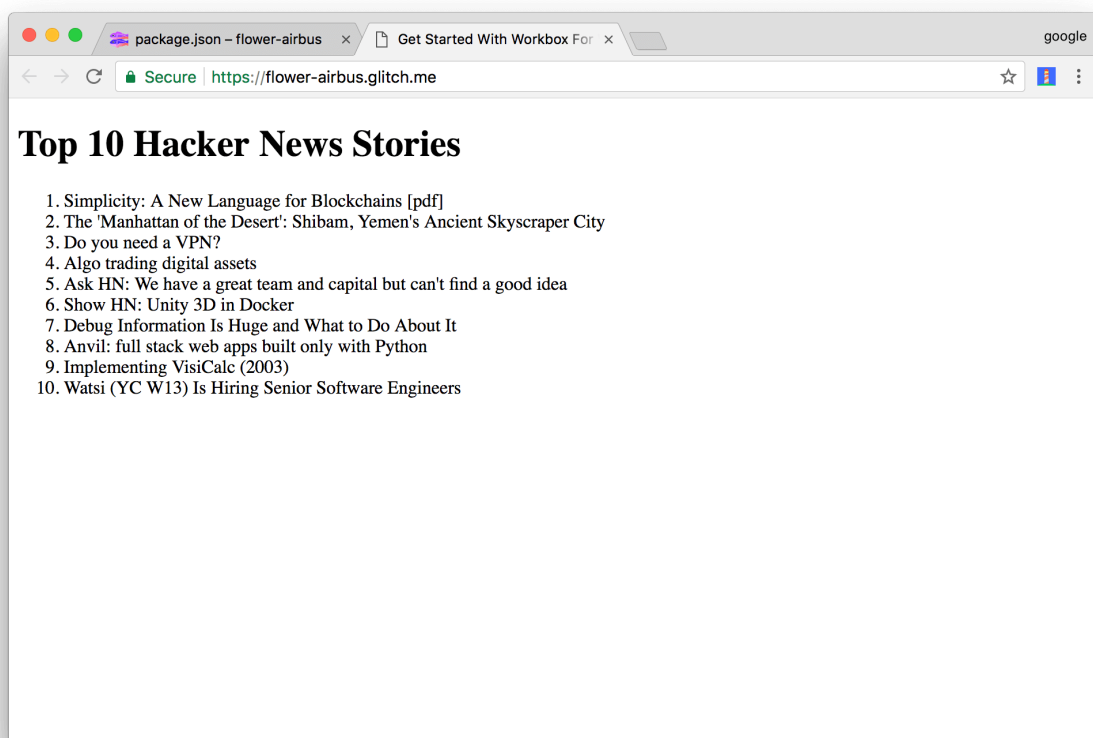 package.json – flower-airbus
Get Started With Workbox For
google
Secure
https://flower-airbus.glitch.me
Top 10 Hacker News Stories
1. Simplicity: A New Language for Blockchains [pdf]
2. The 'Manhattan of the Desert': Shibam, Yemen's Ancient Skyscraper City
3. Do you need a VPN?
4. Algo trading digital assets
5. Ask HN: We have a great team and capital but can't find a good idea
6. Show HN: Unity 3D in Docker
7. Debug Information Is Huge and What to Do About It
8. Anvil: full stack web apps built only with Python
9. Implementing VisiCalc (2003)
10. Watsi (YC W13) Is Hiring Senior Software Engineers